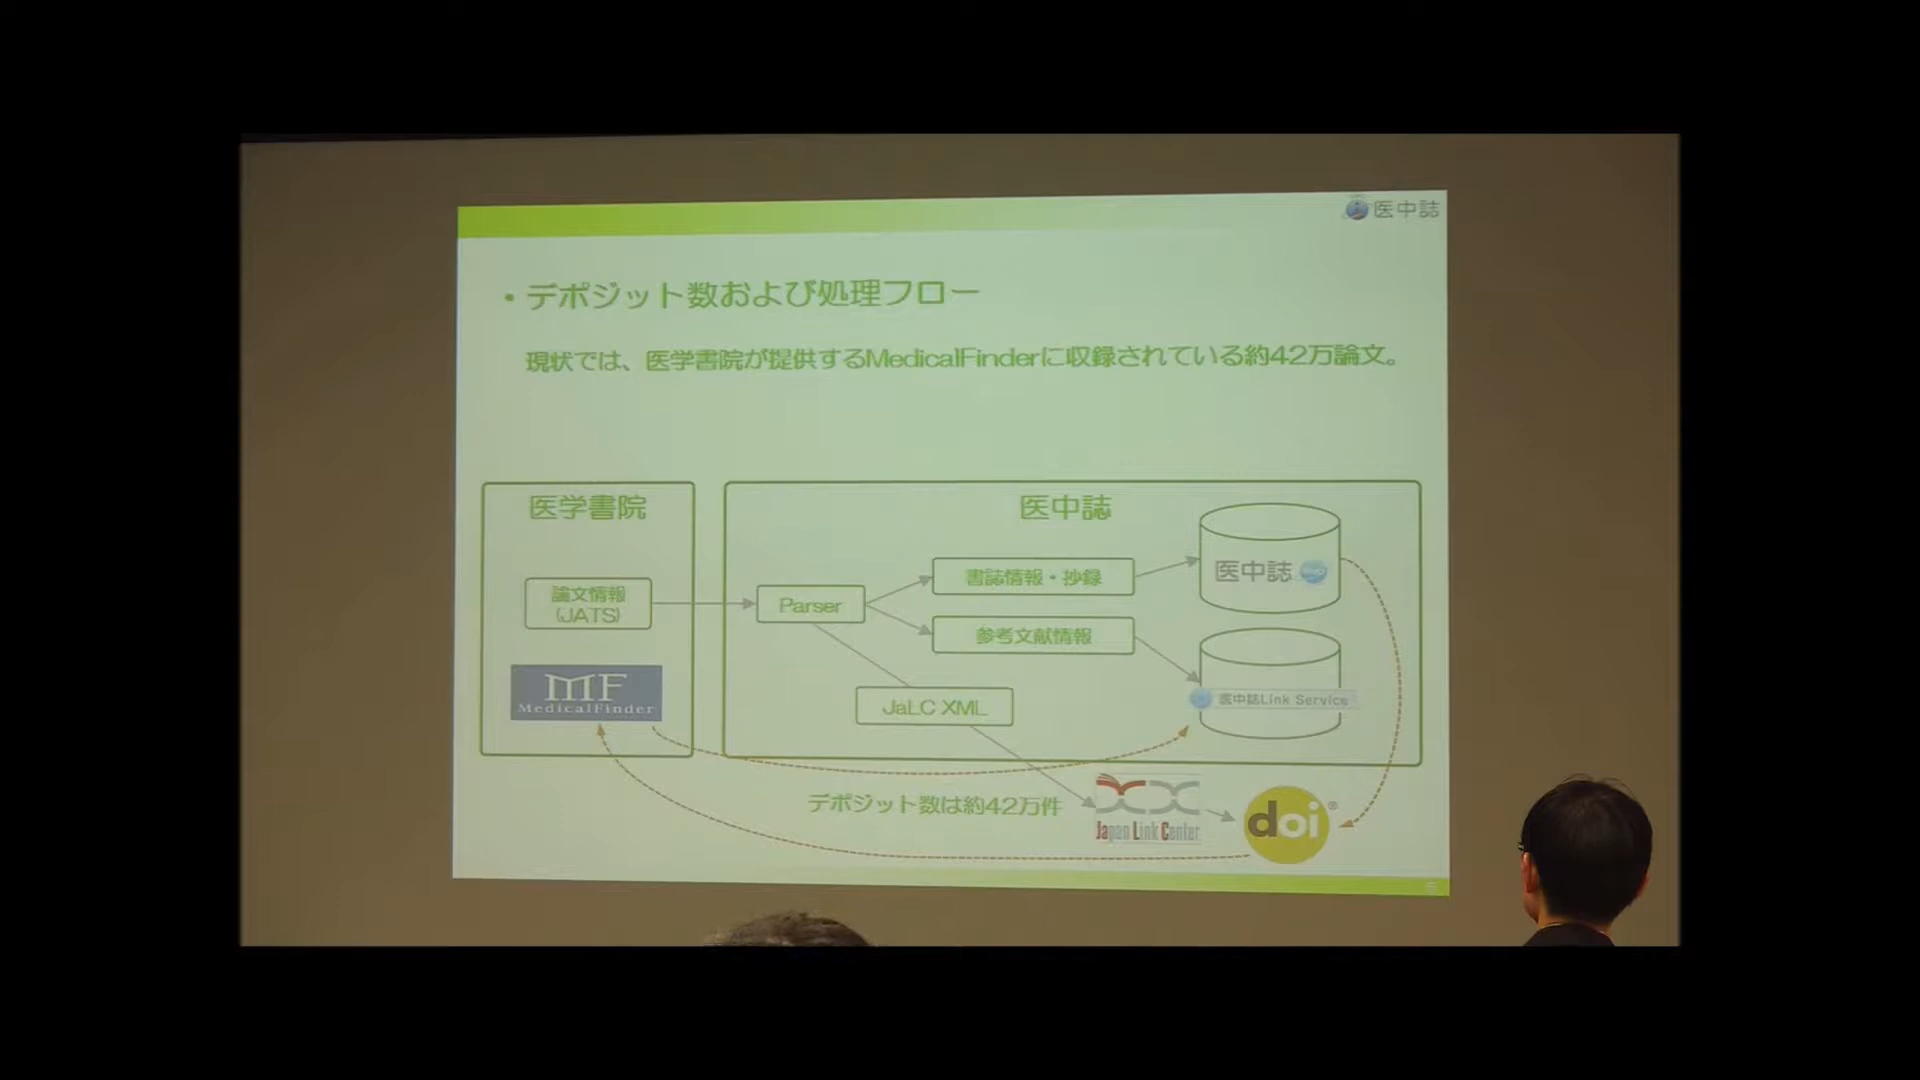 医中誌
・デポジット数および処理フロー
現状では、医学書院が提供するMedicalFinderに収録されている約42万論文。
医学書院
医中誌
論文情報
(JATS)
Parser
書誌情報・抄録
医中誌
参考文献情報
MF
MedicalFinder
JaLC XML
医中誌Link Service
デポジット数は約42万件
Japan Link Center
doi®